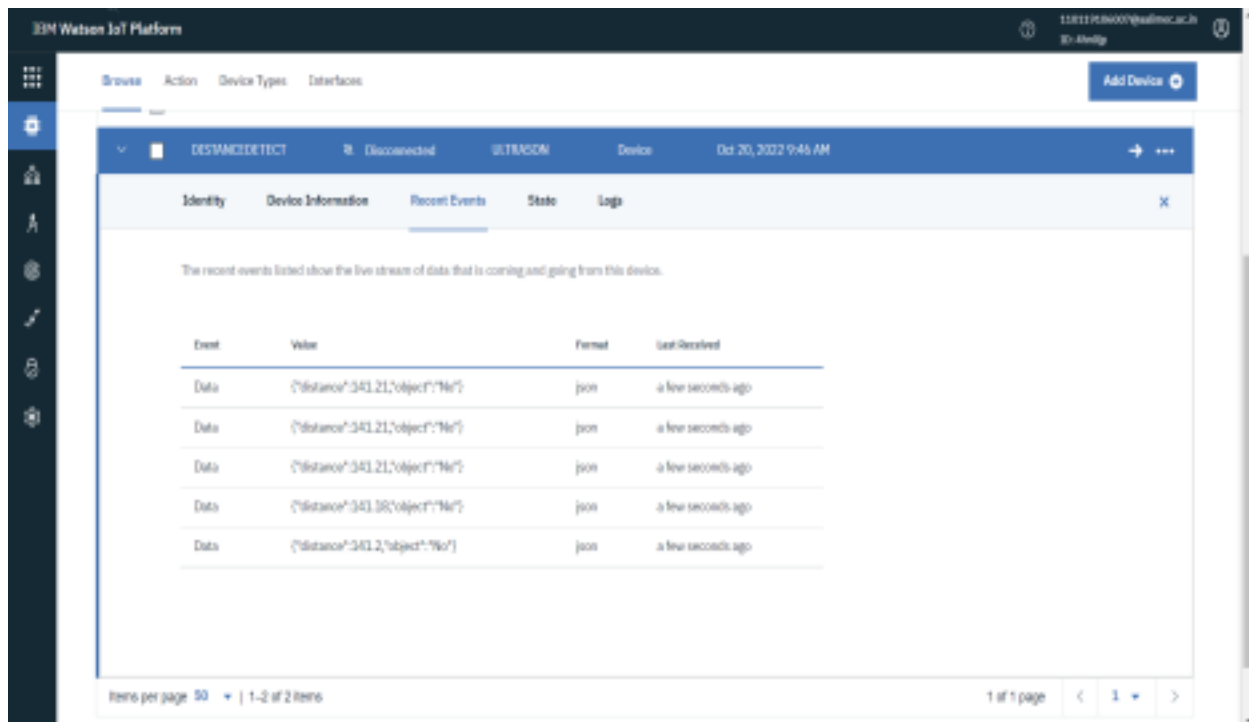 IBM Watson IoT Platform
Browse Action Device Types Interfaces
Add Device
DISTANCEDETECT Disconnected ULTRASON Device Oct 20, 2022 9:46 AM
Identity Device Information Recent Events State Logs
The recent events listed show the live stream of data that is coming and going from this device.
Event Value Format Last Received
Data {"distance":341.21,"object":"No"} json a few seconds ago
Data {"distance":341.21,"object":"No"} json a few seconds ago
Data {"distance":341.21,"object":"No"} json a few seconds ago
Data {"distance":341.18,"object":"No"} json a few seconds ago
Data {"distance":341.2,"object":"No"} json a few seconds ago
Items per page 50 | 1–2 of 2 items 1 of 1 page 1